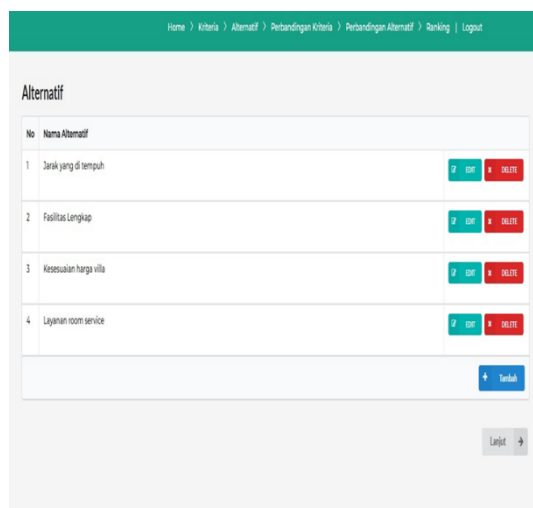 Home > Kriteria > Alternatif > Perbandingan Kriteria > Perbandingan Alternatif > Ranking | Logout
Alternatif
No Nama Alternatif
1 Jarak yang di tempuh EDIT DELETE
2 Fasilitas Lengkap EDIT DELETE
3 Kesesuaian harga villa EDIT DELETE
4 Layanan room service EDIT DELETE
+ Tambah
Lanjut →